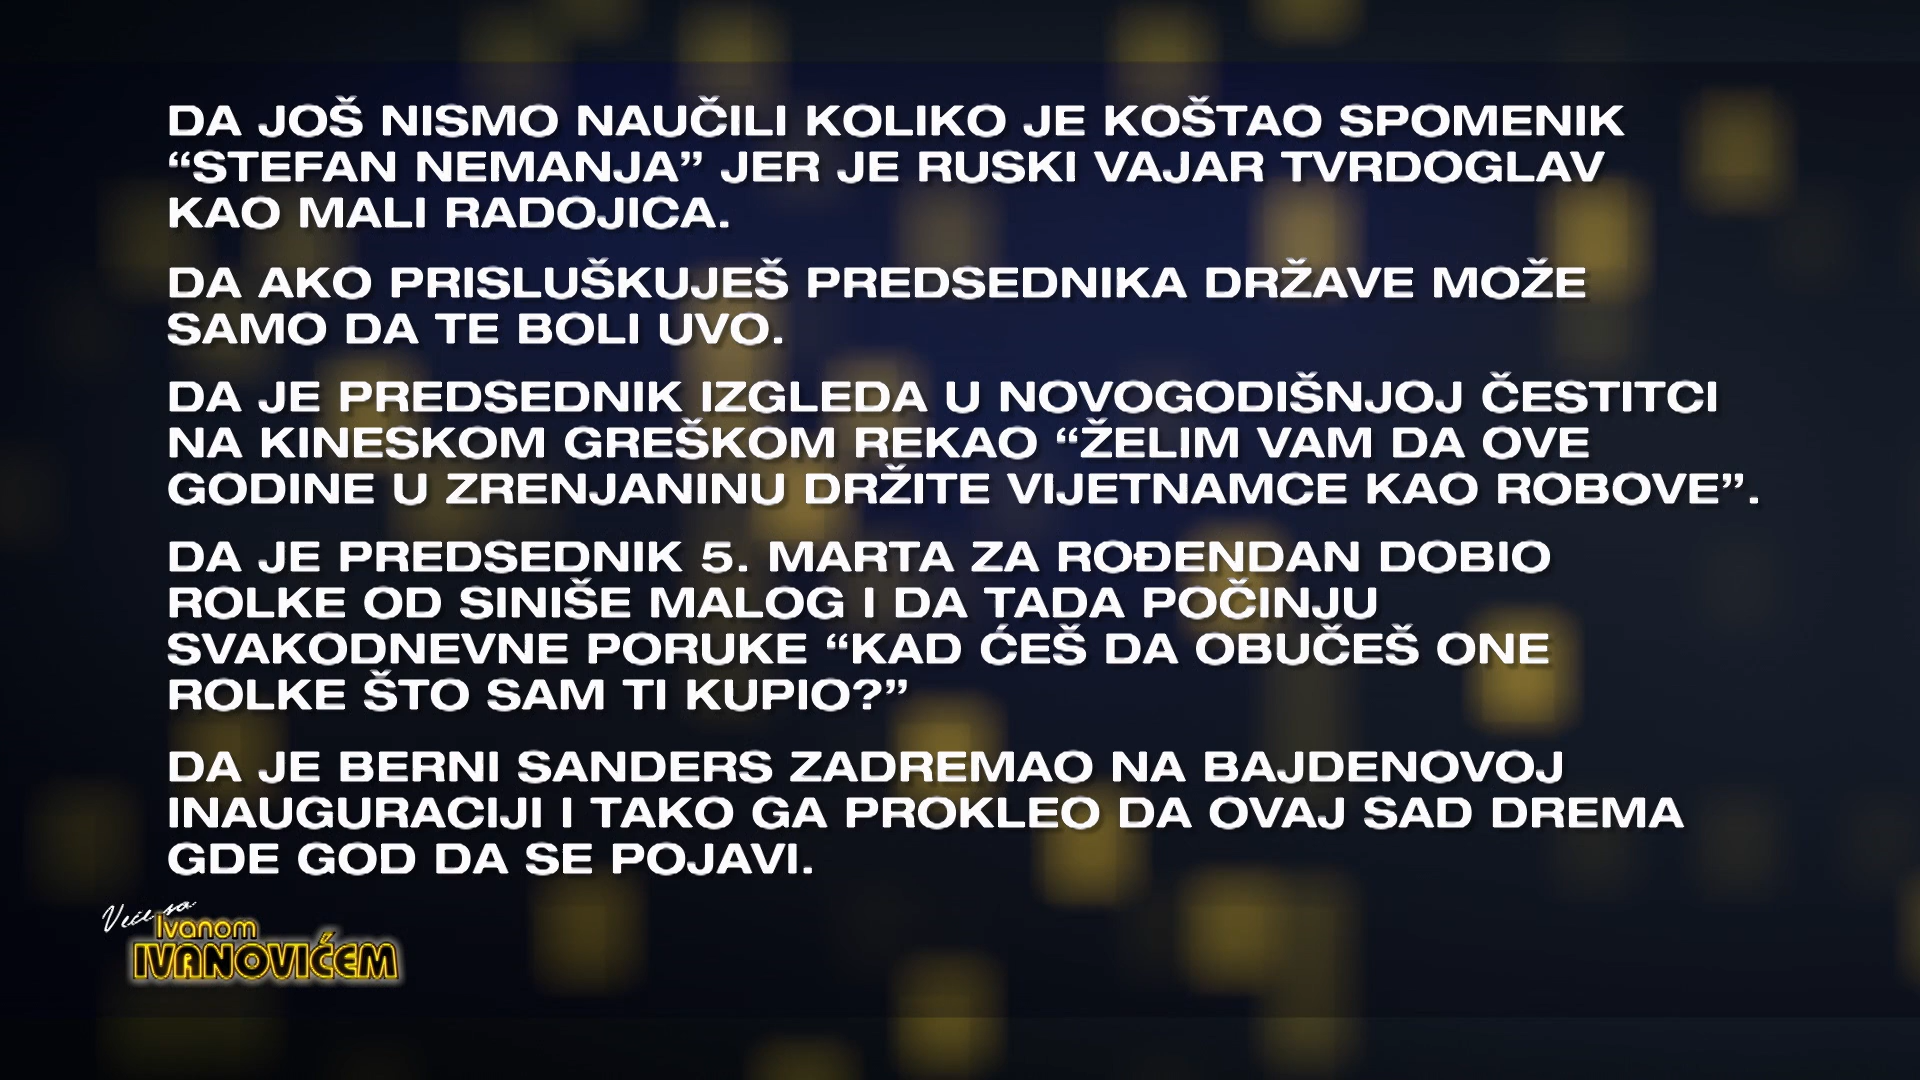 DA JOŠ NISMO NAUČILI KOLIKO JE KOŠTAO SPOMENIK
“STEFAN NEMANJA” JER JE RUSKI VAJAR TVRDOGLAV
KAO MALI RADOJICA.
DA AKO PRISLUŠKUJEŠ PREDSEDNIKA DRŽAVE MOŽE
SAMO DA TE BOLI UVO.
DA JE PREDSEDNIK IZGLEDA U NOVOGODIŠNJOJ ČESTITCI
NA KINESKOM GREŠKOM REKAO “ŽELIM VAM DA OVE
GODINE U ZRENJANINU DRŽITE VIJETNAMCE KAO ROBOVE”.
DA JE PREDSEDNIK 5. MARTA ZA ROĐENDAN DOBIO
ROLKE OD SINIŠE MALOG I DA TADA POČINJU
SVAKODNEVNE PORUKE “KAD ĆEŠ DA OBUČEŠ ONE
ROLKE ŠTO SAM TI KUPIO?”
DA JE BERNI SANDERS ZADREMAO NA BAJDENOVOJ
INAUGURACIJI I TAKO GA PROKLEO DA OVAJ SAD DREMA
GDE GOD DA SE POJAVI.
Veče sa
Ivanom
IVANOVIĆEM